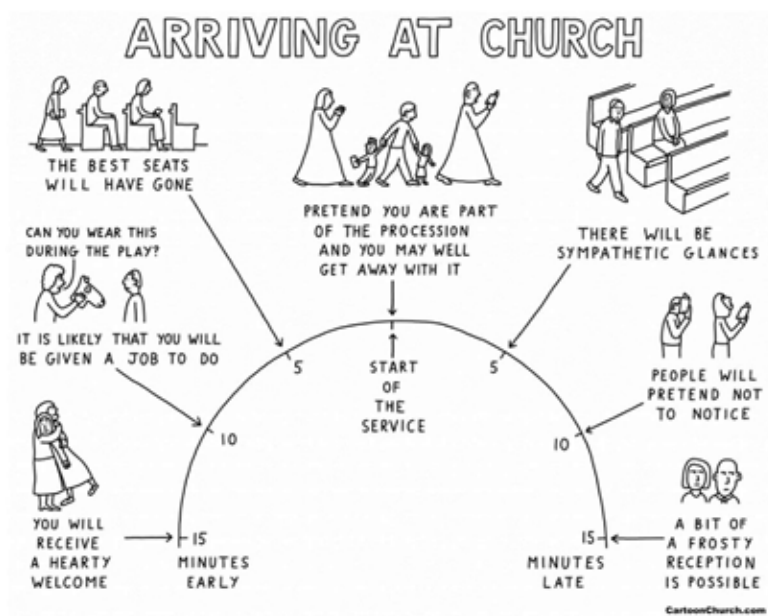 ARRIVING AT CHURCH
THE BEST SEATS
WILL HAVE GONE
PRETEND YOU ARE PART
OF THE PROCESSION
AND YOU MAY WELL
GET AWAY WITH IT
THERE WILL BE
SYMPATHETIC GLANCES
CAN YOU WEAR THIS
DURING THE PLAY?
IT IS LIKELY THAT YOU WILL
BE GIVEN A JOB TO DO
PEOPLE WILL
PRETEND NOT
TO NOTICE
YOU WILL
RECEIVE
A HEARTY
WELCOME
A BIT OF
A FROSTY
RECEPTION
IS POSSIBLE
15
MINUTES
EARLY
10
5
START
OF
THE
SERVICE
5
10
15
MINUTES
LATE
CartoonChurch.com